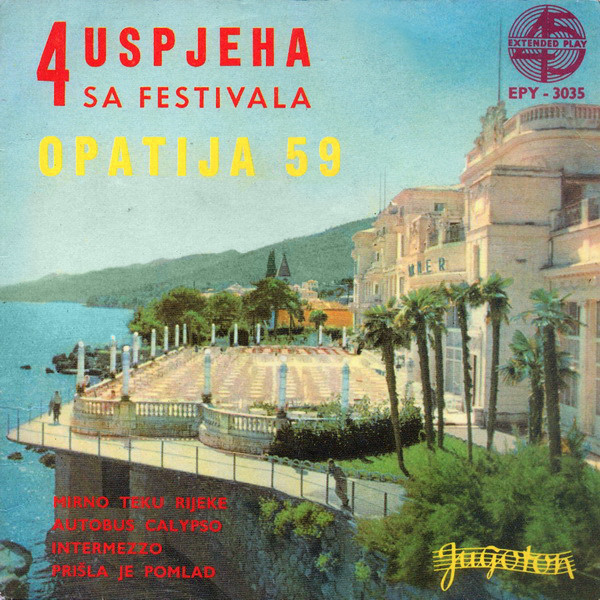 4 USPJEHA
SA FESTIVALA
OPATIJA 59
EXTENDED PLAY
EPY - 3035
MIRNO TEKU RIJEKE
AUTOBUS CALYPSO
INTERMEZZO
PRIŠLA JE POMLAD
Jugoton